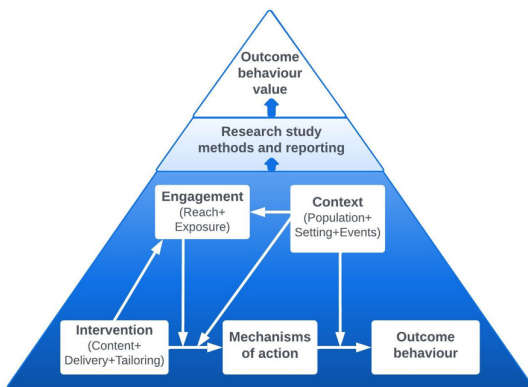 Outcome
behaviour
value
Research study
methods and reporting
Engagement
(Reach+
Exposure)
Context
(Population+
Setting+Events)
Intervention
(Content+
Delivery+Tailoring)
Mechanisms
of action
Outcome
behaviour